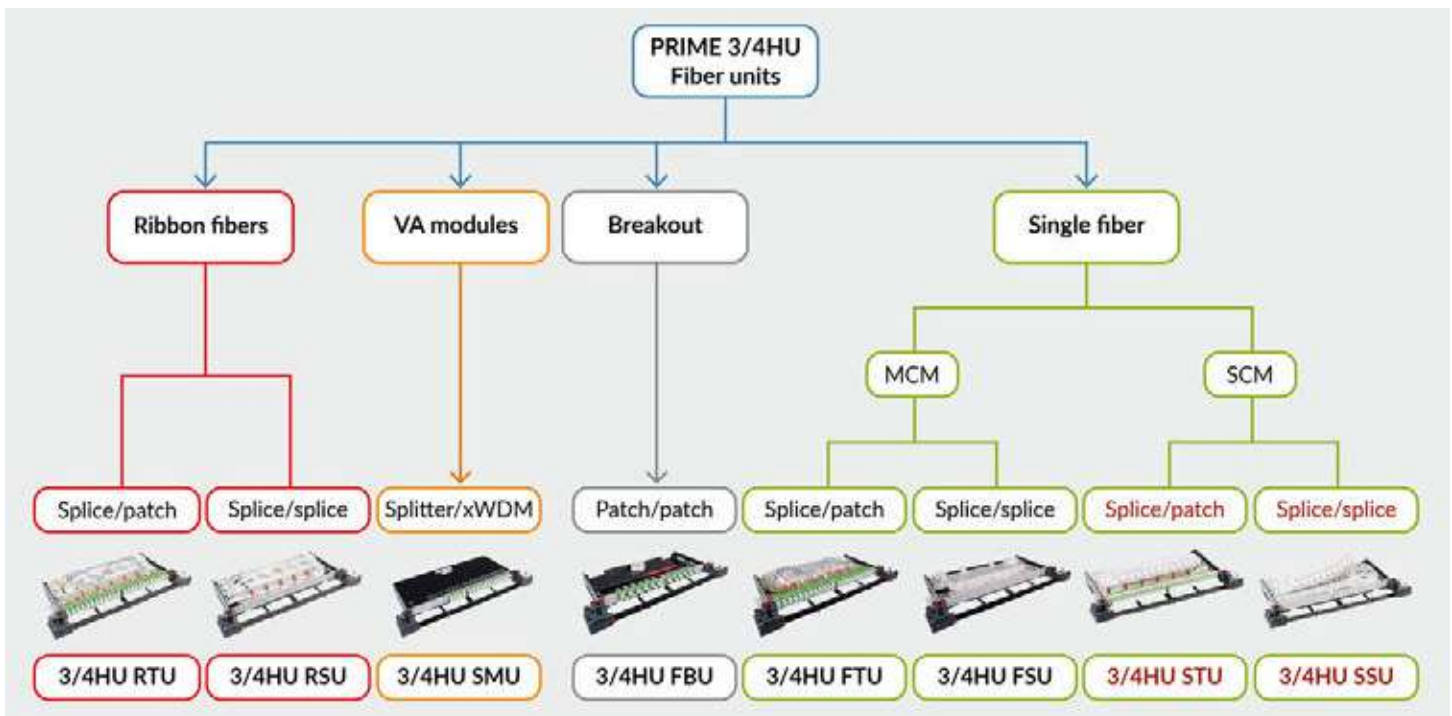 PRIME 3/4HU
Fiber units
Ribbon fibers
VA modules
Breakout
Single fiber
MCM
SCM
Splice/patch
Splice/splice
Splitter/xWDM
Patch/patch
Splice/patch
Splice/splice
Splice/patch
Splice/splice
3/4HU RTU
3/4HU RSU
3/4HU SMU
3/4HU FBU
3/4HU FTU
3/4HU FSU
3/4HU STU
3/4HU SSU